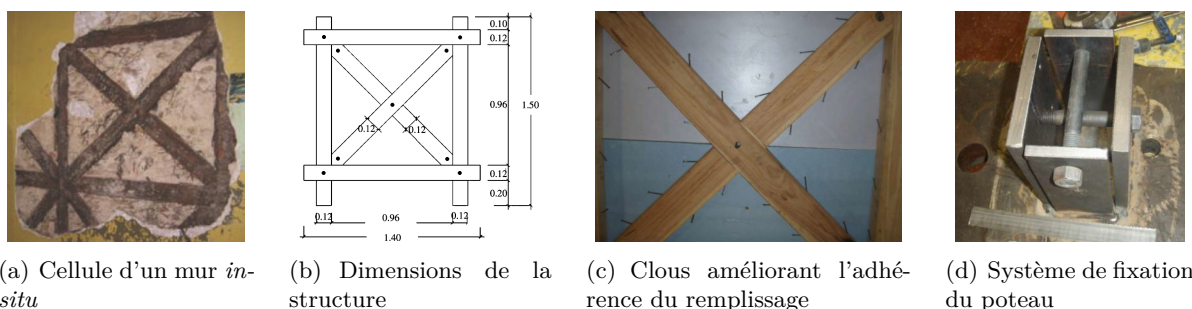 0.10
0.12
0.96
1.50
0.12
0.12
0.12
0.20
0.12
0.96
0.12
1.40
(a) Cellule d'un mur in-
situ
(b) Dimensions de la
structure
(c) Clous améliorant l'adhé-
rence du remplissage
(d) Système de fixation
du poteau